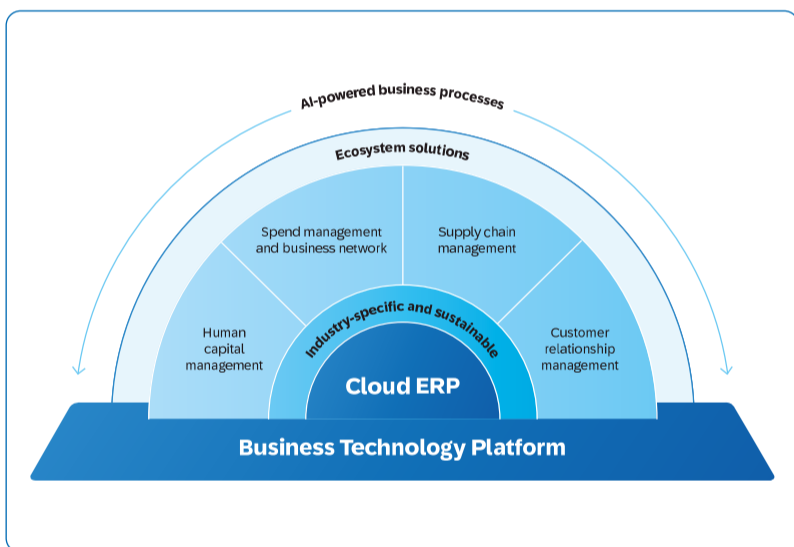 AI-powered business processes
Ecosystem solutions
Spend management
and business network
Supply chain
management
Human
capital
management
Industry-specific and sustainable
Customer
relationship
management
Cloud ERP
Business Technology Platform